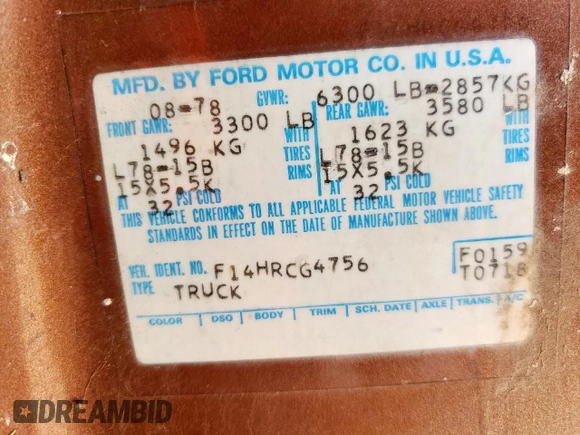 MFD. BY FORD MOTOR CO. IN U.S.A.
08-78 GVWR: 6300 LB=2857KG
FRONT GAWR: 3300 LB REAR GAWR: 3580 LB
1496 KG WITH 1623 KG WITH
L78-15B TIRES L78-15B TIRES
15X5.5K RIMS 15X5.5K RIMS
AT 32 PSI COLD AT 32 PSI COLD
THIS VEHICLE CONFORMS TO ALL APPLICABLE FEDERAL MOTOR VEHICLE SAFETY
STANDARDS IN EFFECT ON THE DATE OF MANUFACTURE SHOWN ABOVE.
VEH. IDENT. NO. F14HRCG4756 F0159
TYPE TRUCK T0718
COLOR DSO BODY TRIM SCH. DATE AXLE TRANS. A/C
DREAMBID